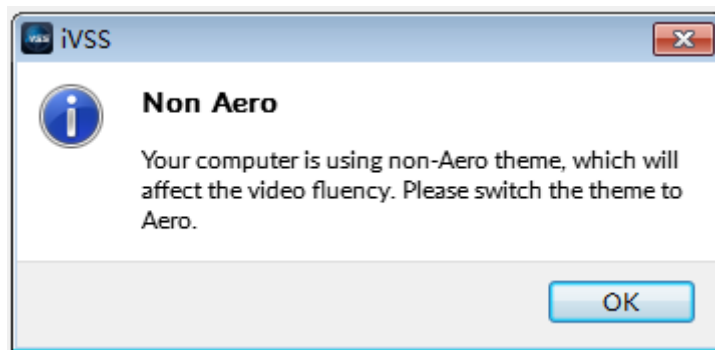 VSS iVSS
Non Aero
Your computer is using non-Aero theme, which will
affect the video fluency. Please switch the theme to
Aero.
OK